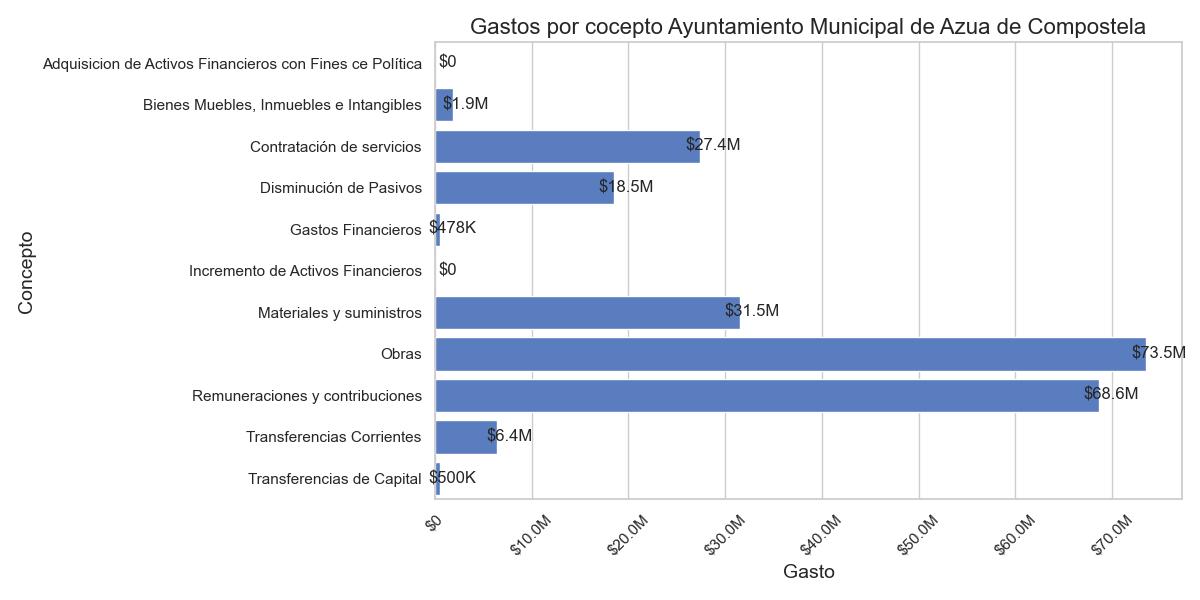 Gastos por cocepto Ayuntamiento Municipal de Azua de Compostela
Concepto
Adquisicion de Activos Financieros con Fines ce Política $0
Bienes Muebles, Inmuebles e Intangibles $1.9M
Contratación de servicios $27.4M
Disminución de Pasivos $18.5M
Gastos Financieros $478K
Incremento de Activos Financieros $0
Materiales y suministros $31.5M
Obras $73.5M
Remuneraciones y contribuciones $68.6M
Transferencias Corrientes $6.4M
Transferencias de Capital $500K
$0 $10.0M $20.0M $30.0M $40.0M $50.0M $60.0M $70.0M
Gasto